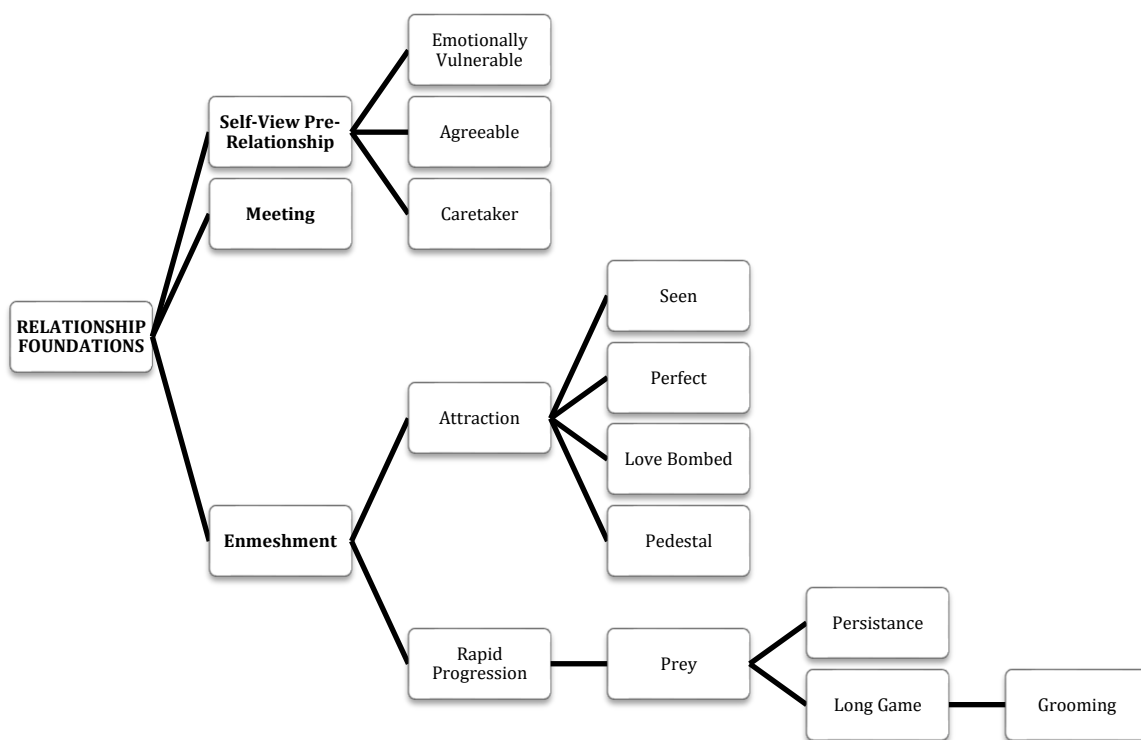 RELATIONSHIP
FOUNDATIONS
Self-View Pre-
Relationship
Emotionally
Vulnerable
Agreeable
Caretaker
Meeting
Enmeshment
Attraction
Seen
Perfect
Love Bombed
Pedestal
Rapid
Progression
Prey
Persistance
Long Game
Grooming